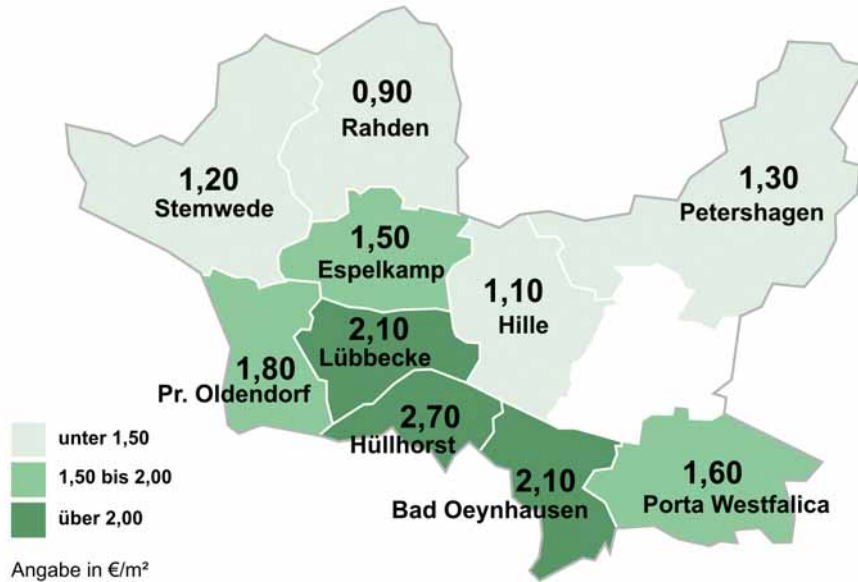 0,90
Rahden
1,20
Stemwede
1,30
Petershagen
1,50
Espelkamp
1,10
Hille
2,10
Lübbecke
1,80
Pr. Oldendorf
2,70
Hüllhorst
2,10
Bad Oeynhausen
1,60
Porta Westfalica
unter 1,50
1,50 bis 2,00
über 2,00
Angabe in €/m²